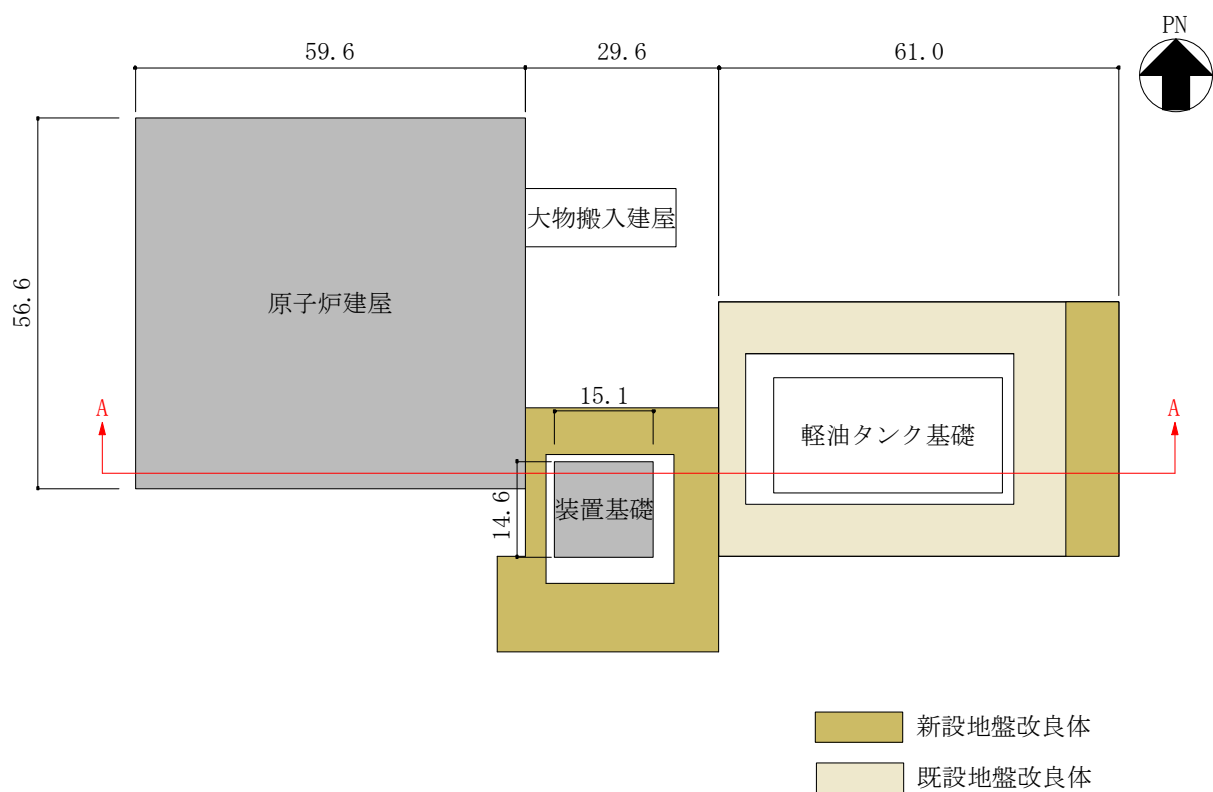 PN
59.6
29.6
61.0
大物搬入建屋
56.6
原子炉建屋
15.1
A
A
軽油タンク基礎
14.6
装置基礎
新設地盤改良体
既設地盤改良体